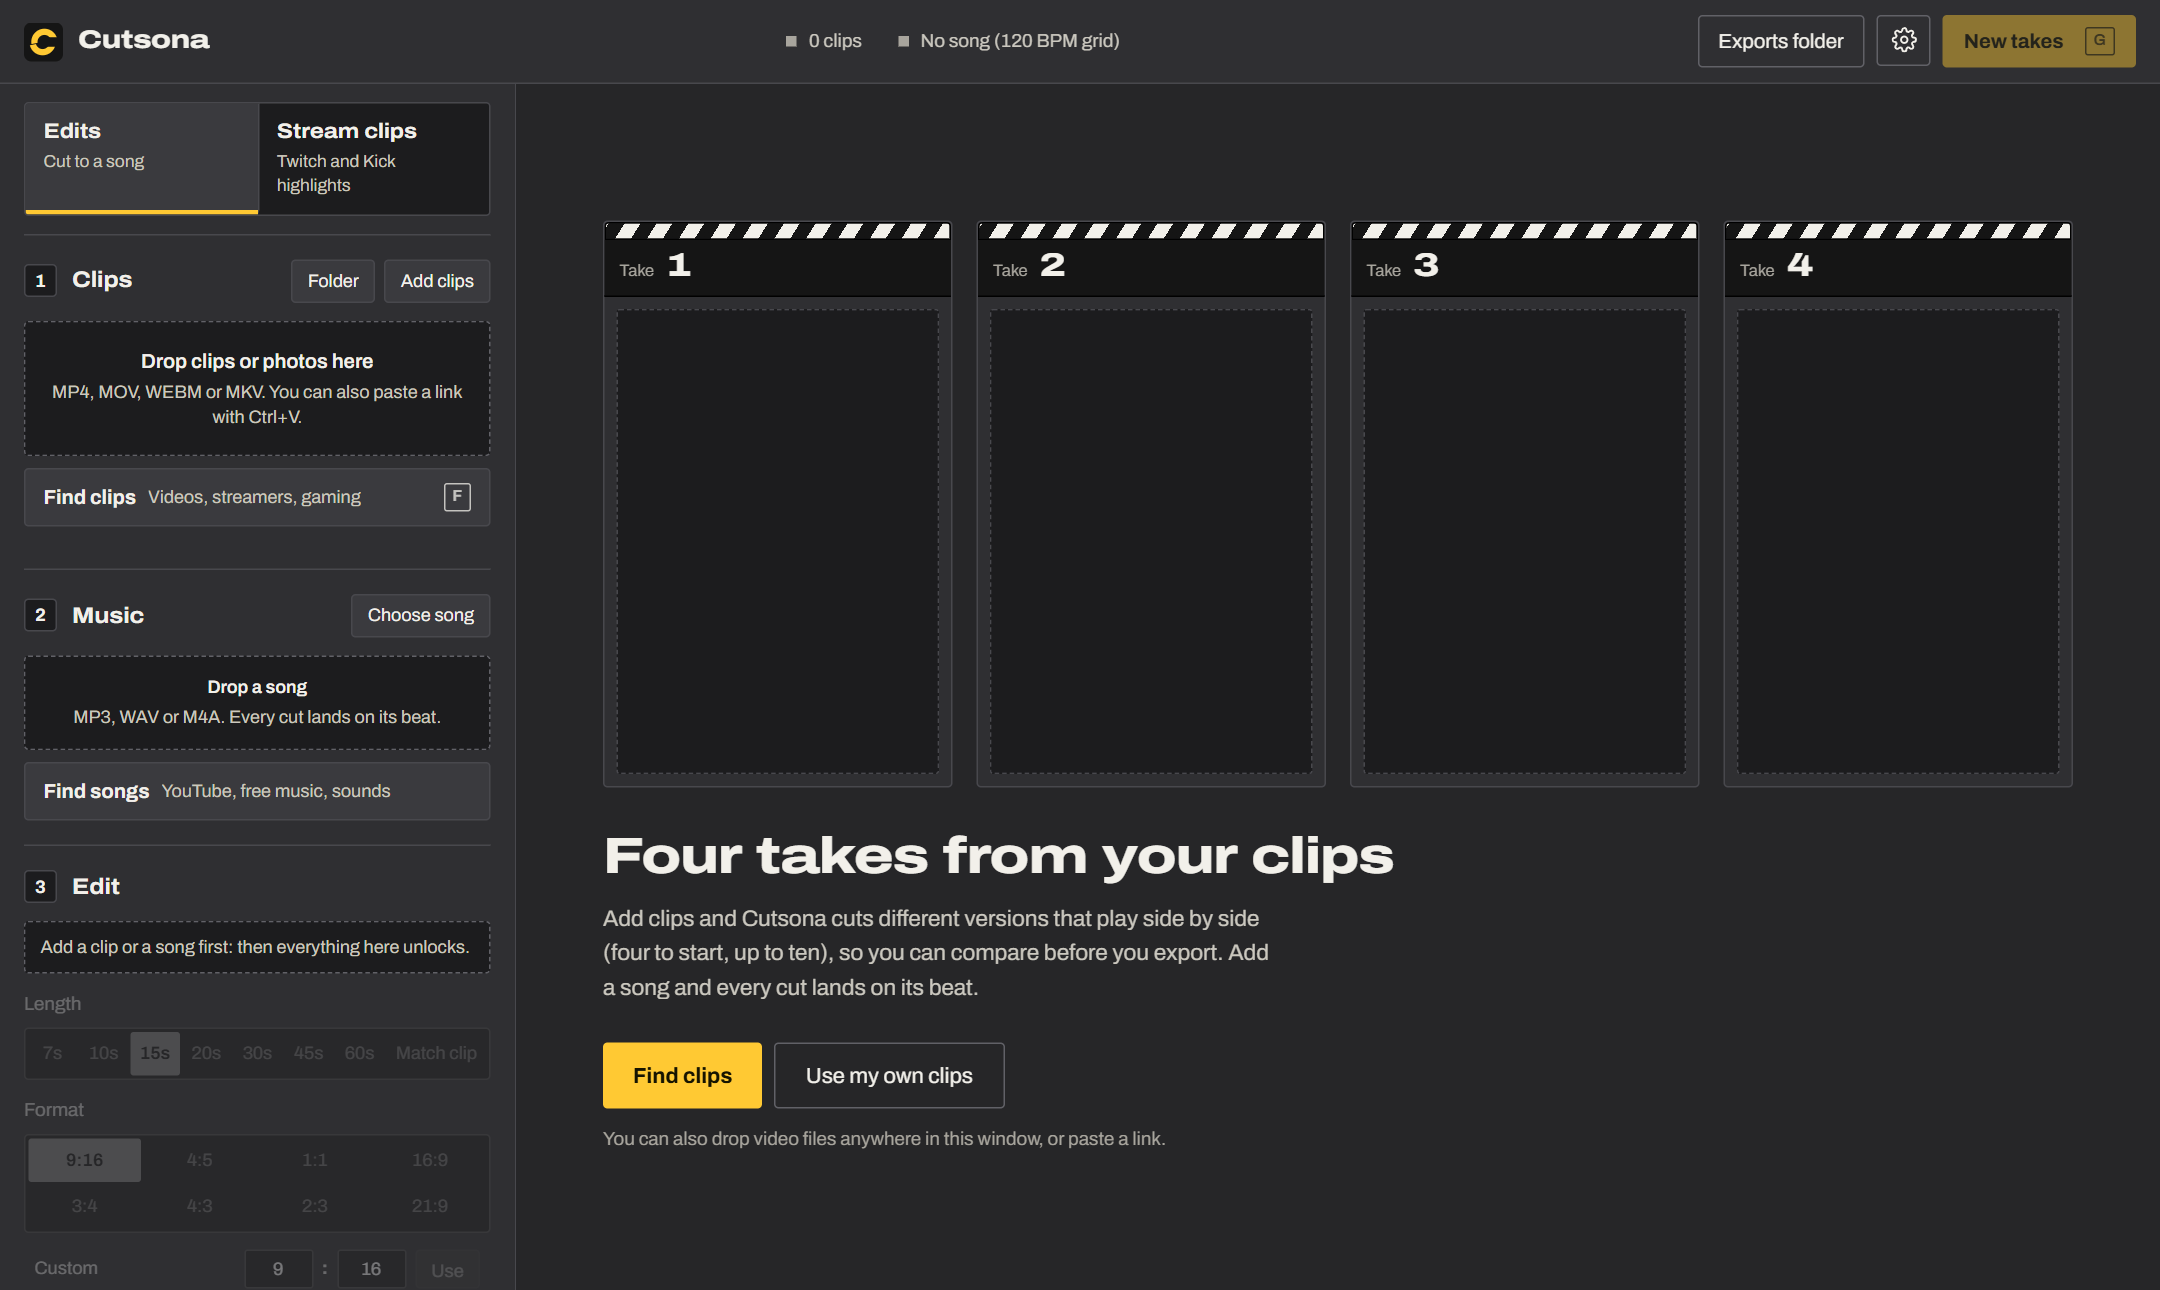 Cutsona
0 clips
No song (120 BPM grid)
Exports folder
New takes G
Edits
Cut to a song
Stream clips
Twitch and Kick
highlights
1 Clips
Folder
Add clips
Drop clips or photos here
MP4, MOV, WEBM or MKV. You can also paste a link
with Ctrl+V.
Find clips Videos, streamers, gaming F
2 Music
Choose song
Drop a song
MP3, WAV or M4A. Every cut lands on its beat.
Find songs YouTube, free music, sounds
3 Edit
Add a clip or a song first: then everything here unlocks.
Length
7s 10s 15s 20s 30s 45s 60s Match clip
Format
9:16 4:5 1:1 16:9
3:4 4:3 2:3 21:9
Custom 9 : 16 Use
Take 1
Take 2
Take 3
Take 4
Four takes from your clips
Add clips and Cutsona cuts different versions that play side by side
(four to start, up to ten), so you can compare before you export. Add
a song and every cut lands on its beat.
Find clips
Use my own clips
You can also drop video files anywhere in this window, or paste a link.